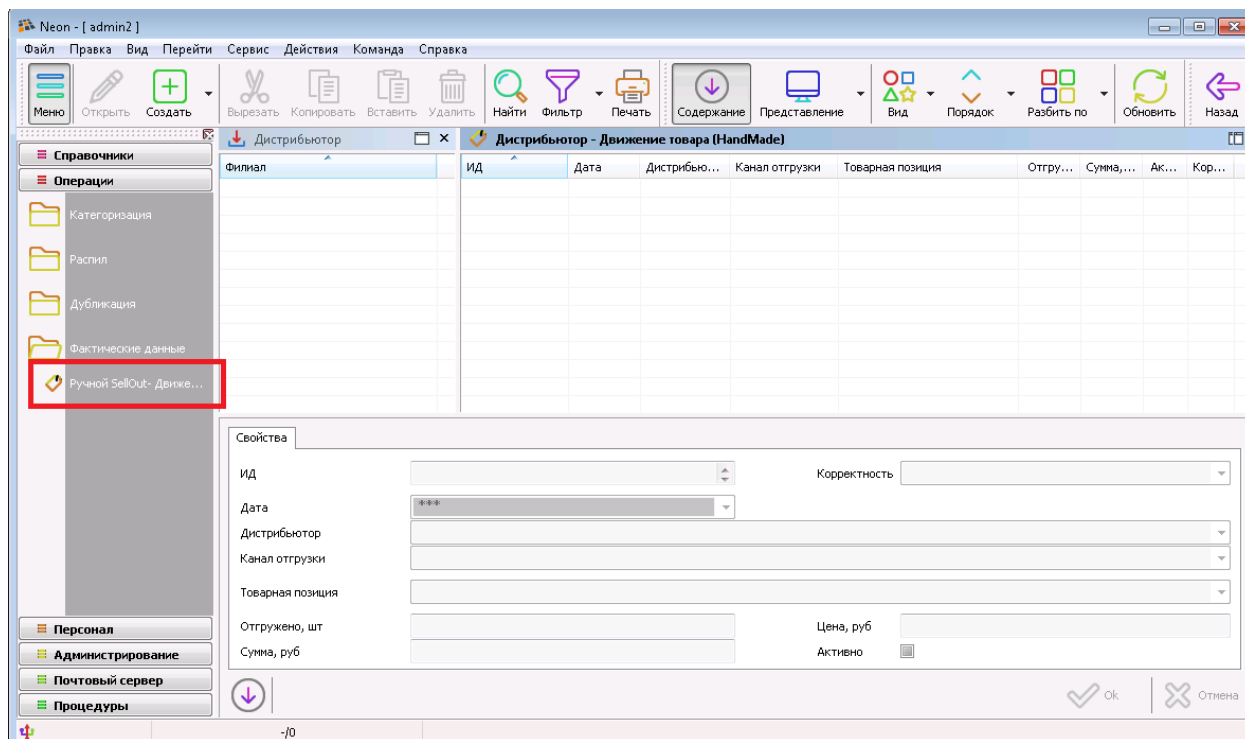 Neon - [ admin2 ]
Файл Правка Вид Перейти Сервис Действия Команда Справка
Меню Открыть Создать Вырезать Копировать Вставить Удалить Найти Фильтр Печать Содержание Представление Вид Порядок Разбить по Обновить Назад
Справочники
Операции
Категоризация
Распил
Дубликация
Фактические данные
Ручной SellOut- Движе...
Персонал
Администрирование
Почтовый сервер
Процедуры
Дистрибьютор
Филиал
Дистрибьютор - Движение товара (HandMade)
ИД Дата Дистрибью... Канал отгрузки Товарная позиция Отгру... Сумма,... Ак... Кор...
Свойства
ИД Корректность
Дата ***
Дистрибьютор
Канал отгрузки
Товарная позиция
Отгружено, шт Цена, руб
Сумма, руб Активно
Ok Отмена
-/0